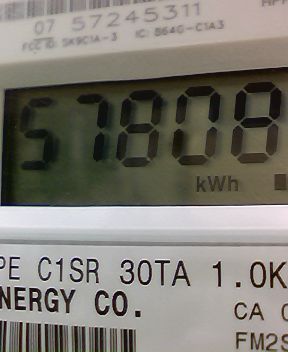 07 57245311
FCC ID: SK9C1A-3 IC: 864G-C1A3
57808
kWh
PE C1SR 30TA 1.0K
NERGY CO.
CA 0
FM2S